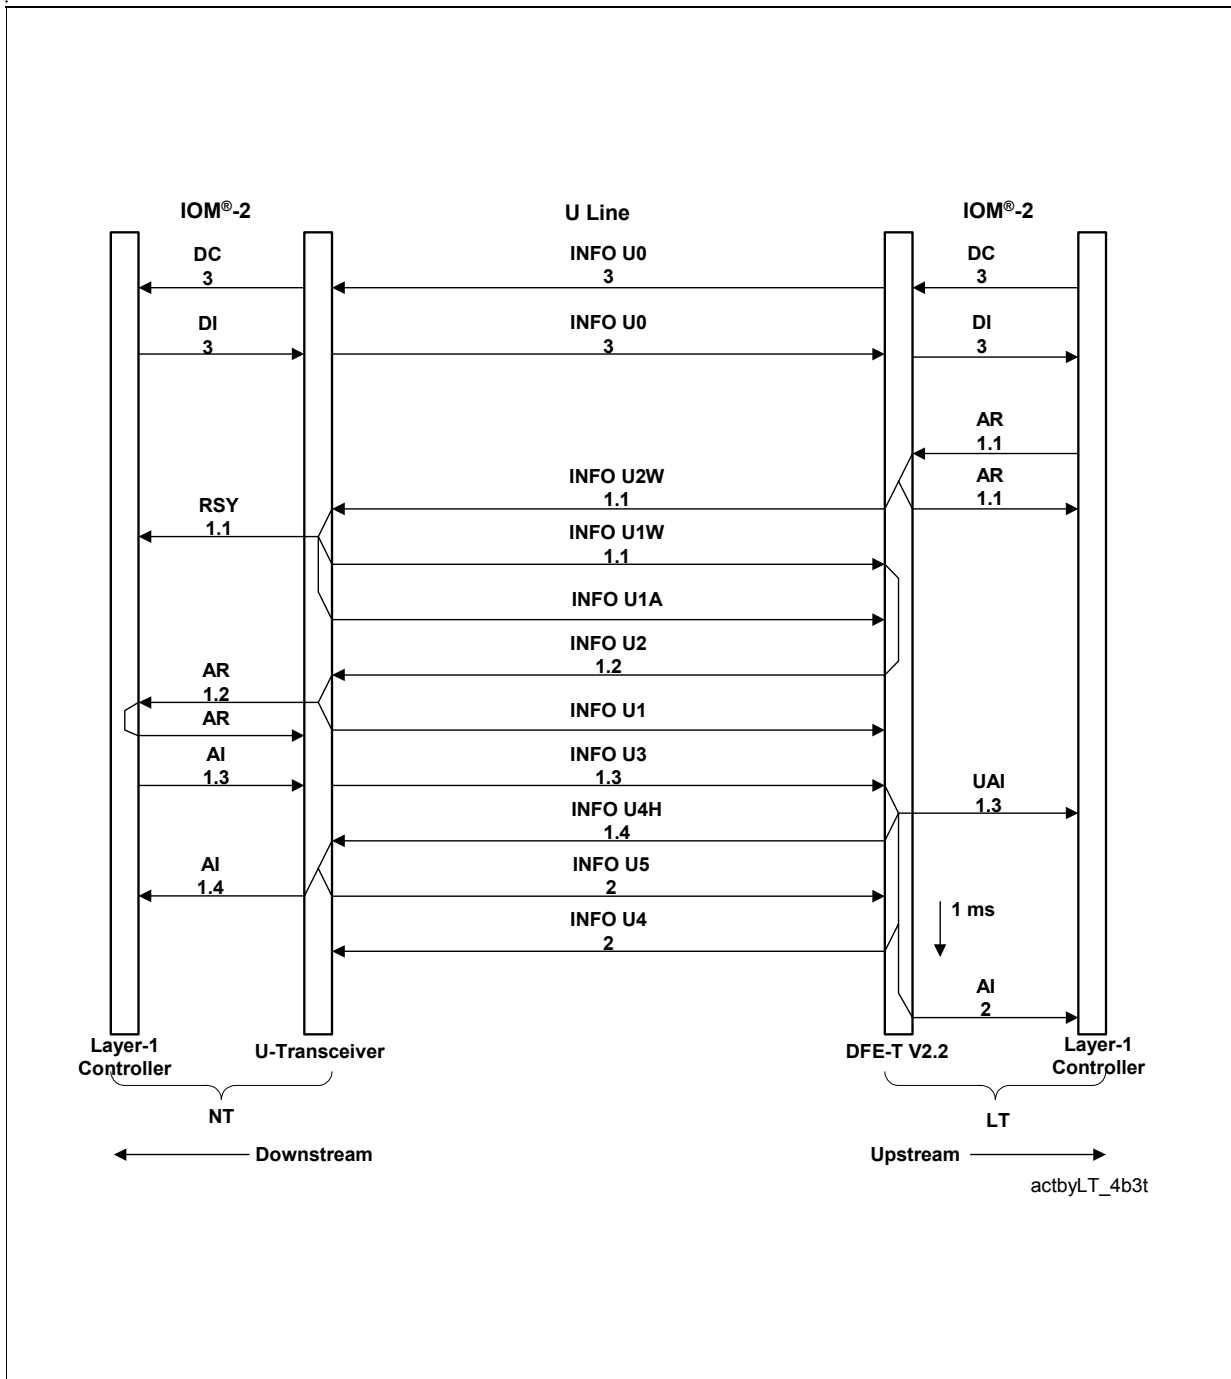 IOM®-2
U Line
IOM®-2
DC
3
INFO U0
3
DC
3
DI
3
INFO U0
3
DI
3
AR
1.1
INFO U2W
1.1
AR
1.1
RSY
1.1
INFO U1W
1.1
INFO U1A
INFO U2
1.2
AR
1.2
AR
INFO U1
AI
1.3
INFO U3
1.3
UAI
1.3
INFO U4H
1.4
AI
1.4
INFO U5
2
1 ms
INFO U4
2
AI
2
Layer-1
Controller
U-Transceiver
DFE-T V2.2
Layer-1
Controller
NT
LT
Downstream
Upstream
actbyLT_4b3t